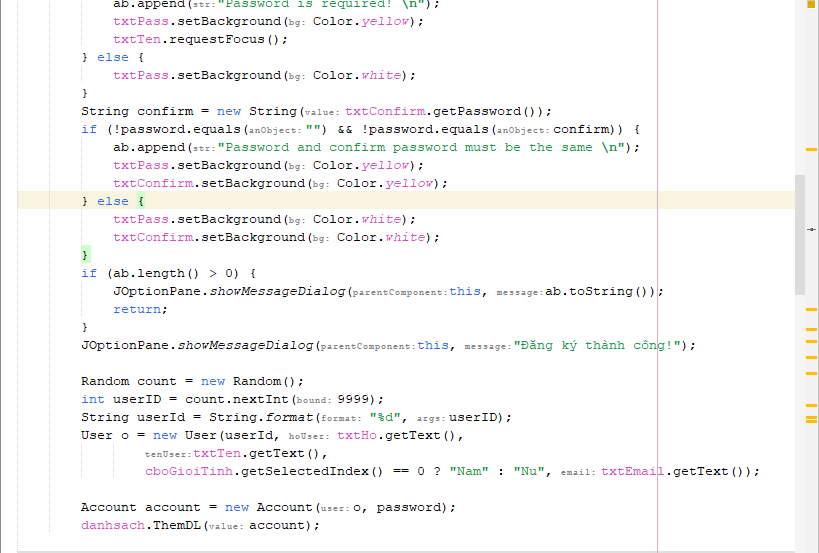 ab.append(str:"Password is required! \n");
txtPass.setBackground(bg: Color.yellow);
txtTen.requestFocus();
} else {
txtPass.setBackground(bg: Color.white);
}
String confirm = new String(value: txtConfirm.getPassword());
if (!password.equals(anObject:"") && !password.equals(anObject:confirm)) {
ab.append(str:"Password and confirm password must be the same \n");
txtPass.setBackground(bg: Color.yellow);
txtConfirm.setBackground(bg: Color.yellow);
} else {
txtPass.setBackground(bg: Color.white);
txtConfirm.setBackground(bg: Color.white);
}
if (ab.length() > 0) {
JOptionPane.showMessageDialog(parentComponent:this, message:ab.toString());
return;
}
JOptionPane.showMessageDialog(parentComponent:this, message:"Đăng ký thành công!");
Random count = new Random();
int userID = count.nextInt(bound: 9999);
String userId = String.format(format: "%d", args:userID);
User o = new User(userId, hoUser: txtHo.getText(),
tenUser:txtTen.getText(),
cboGioiTinh.getSelectedIndex() == 0 ? "Nam" : "Nu", email: txtEmail.getText());
Account account = new Account(user:o, password);
danhsach.ThemDL(value: account);